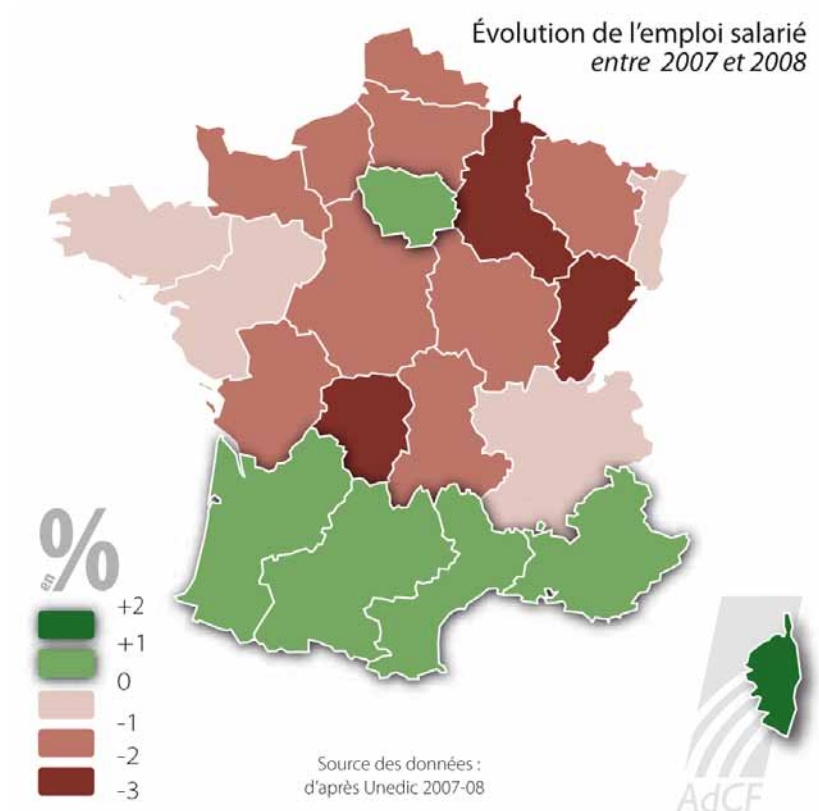 Évolution de l'emploi salarié
entre 2007 et 2008
en %
+2
+1
0
-1
-2
-3
Source des données :
d'après Unedic 2007-08
AdCF